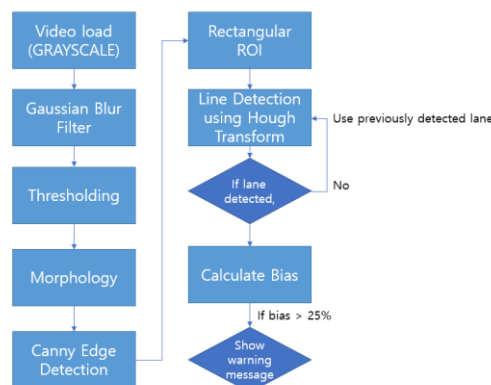 Video load
(GRAYSCALE)
Gaussian Blur
Filter
Thresholding
Morphology
Canny Edge
Detection
Rectangular
ROI
Line Detection
using Hough
Transform
Use previously detected lane
If lane
detected,
No
Calculate Bias
If bias > 25%
Show
warning
message